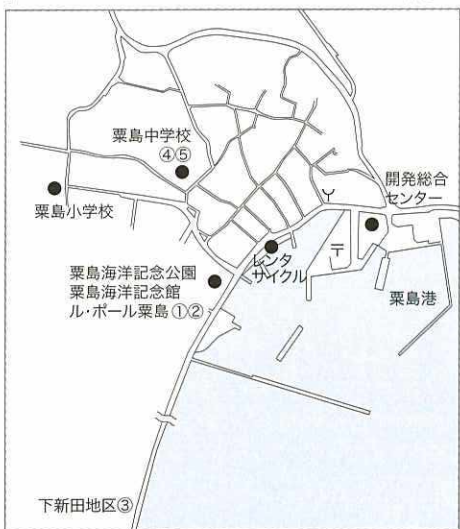 粟島中学校
④⑤
粟島小学校
開発総合
センター
〒
レンタ
サイクル
粟島港
粟島海洋記念公園
粟島海洋記念館
ル・ポール粟島①②
下新田地区③